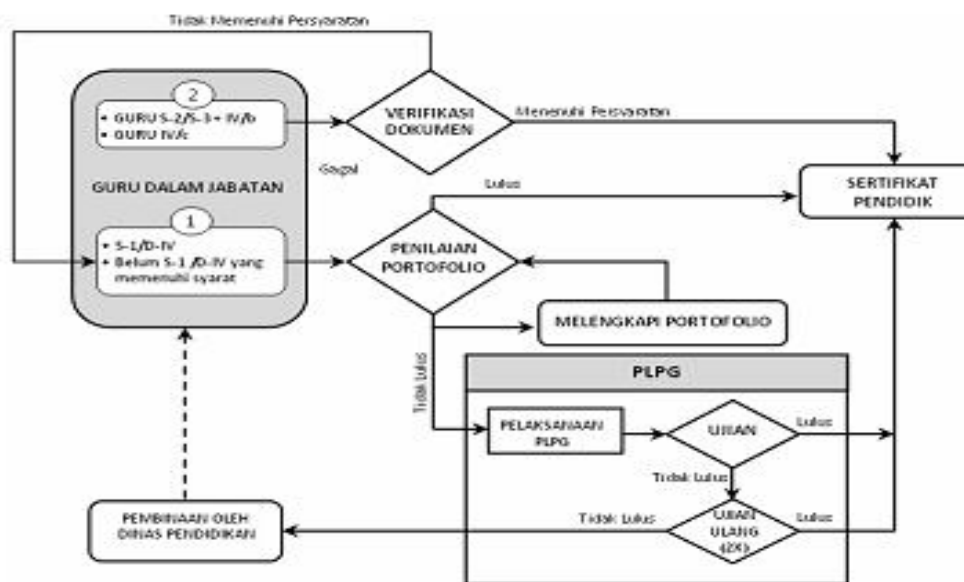 Tidak Memenuhi Persyaratan
2
• GURU S-2/S-3 + IV/b
• GURU IV/c
VERIFIKASI
DOKUMEN
Memenuhi Persyaratan
Gagal
GURU DALAM JABATAN
Lulus
SERTIFIKAT
PENDIDIK
1
• S-1/D-IV
• Belum S-1 /D-IV yang
memenuhi syarat
PENILAIAN
PORTOFOLIO
MELENGKAPI PORTOFOLIO
Tidak Lulus
PLPG
PELAKSANAAN
PLPG
UJIAN
Lulus
Tidak Lulus
PEMBINAAN OLEH
DINAS PENDIDIKAN
Tidak Lulus
UJIAN
ULANG
(2X)
Lulus